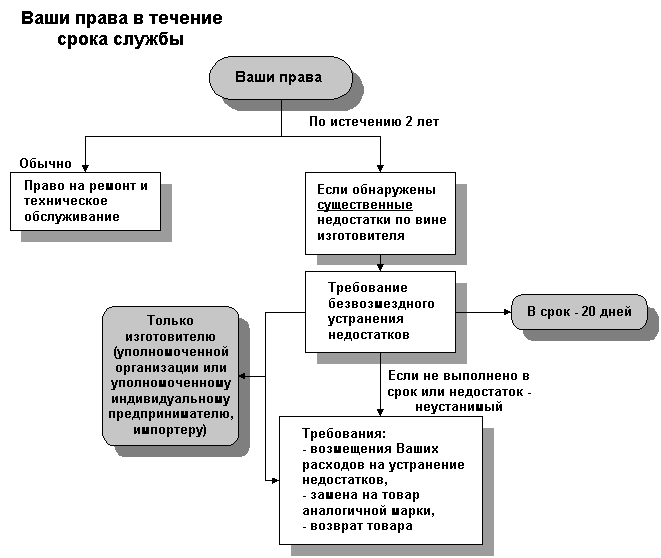 Ваши права в течение
срока службы
Ваши права
По истечению 2 лет
Обычно
Право на ремонт и
техническое
обслуживание
Если обнаружены
существенные
недостатки по вине
изготовителя
Требование
безвозмездного
устранения
недостатков
В срок - 20 дней
Только
изготовителю
(уполномоченной
организации или
уполномоченному
индивидуальному
предпринимателю,
импортеру)
Если не выполнено в
срок или недостаток -
неустанимый
Требования:
- возмещения Ваших
расходов на устранение
недостатков,
- замена на товар
аналогичной марки,
- возврат товара